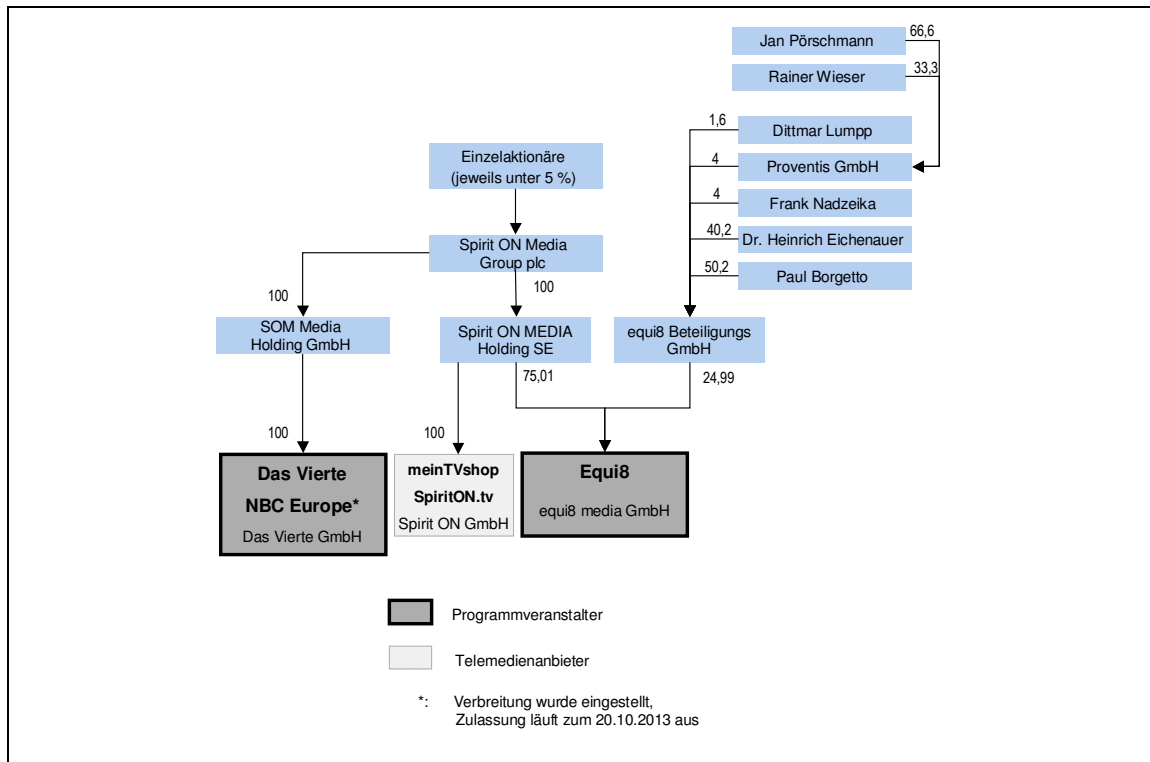 Jan Pörschmann
66,6
Rainer Wieser
33,3
1,6
Dittmar Lumpp
4
Proventis GmbH
4
Frank Nadzeika
40,2
Dr. Heinrich Eichenauer
50,2
Paul Borgetto
Einzelaktionäre
(jeweils unter 5 %)
Spirit ON Media
Group plc
100
100
SOM Media
Holding GmbH
Spirit ON MEDIA
Holding SE
equi8 Beteiligungs
GmbH
75,01
24,99
100
100
Das Vierte
NBC Europe*
Das Vierte GmbH
meinTVshop
SpiritON.tv
Spirit ON GmbH
Equi8
equi8 media GmbH
Programmveranstalter
Telemedienanbieter
*: Verbreitung wurde eingestellt,
Zulassung läuft zum 20.10.2013 aus